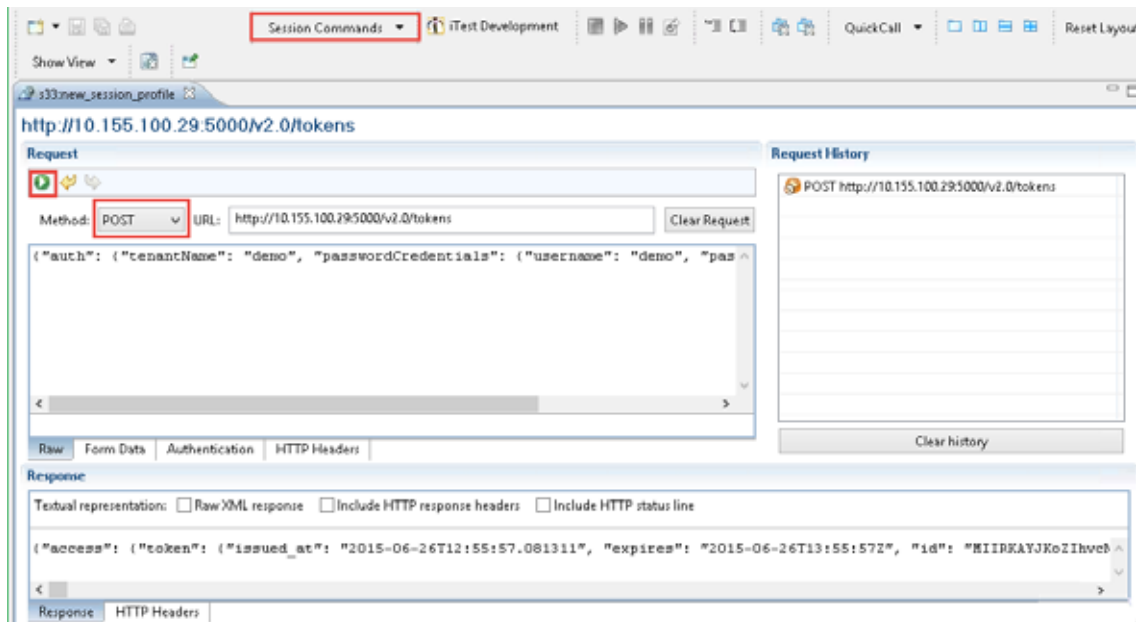 Session Commands iTest Development QuickCall Reset Layou
Show View
s33:new_session_profile
http://10.155.100.29:5000/v2.0/tokens
Request
Request History
POST http://10.155.100.29:5000/v2.0/tokens
Method: POST URL: http://10.155.100.29:5000/v2.0/tokens Clear Request
{"auth": {"tenantName": "demo", "passwordCredentials": {"username": "demo", "pas
Raw Form Data Authentication HTTP Headers
Clear history
Response
Textual representation: Raw XML response Include HTTP response headers Include HTTP status line
{"access": {"token": {"issued_at": "2015-06-26T12:55:57.081311", "expires": "2015-06-26T13:55:57Z", "id": "MIIRKAYJKoZIhvcN
Response HTTP Headers